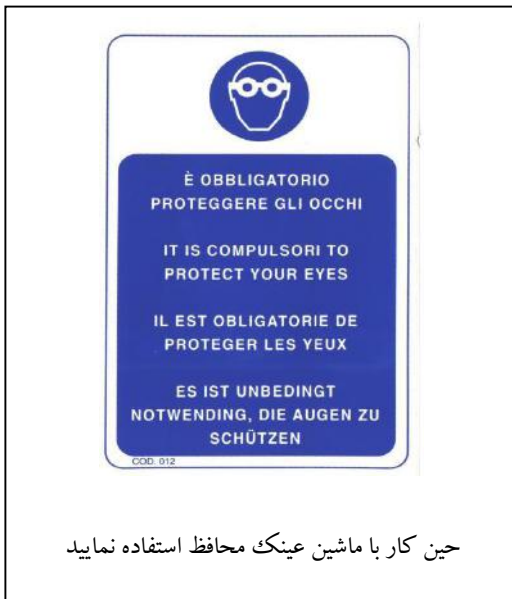 È OBBLIGATORIO
PROTEGGERE GLI OCCHI
IT IS COMPULSORI TO
PROTECT YOUR EYES
IL EST OBLIGATORIE DE
PROTEGER LES YEUX
ES IST UNBEDINGT
NOTWENDING, DIE AUGEN ZU
SCHÜTZEN
COD. 012
حین کار با ماشین عینک محافظ استفاده نمایید